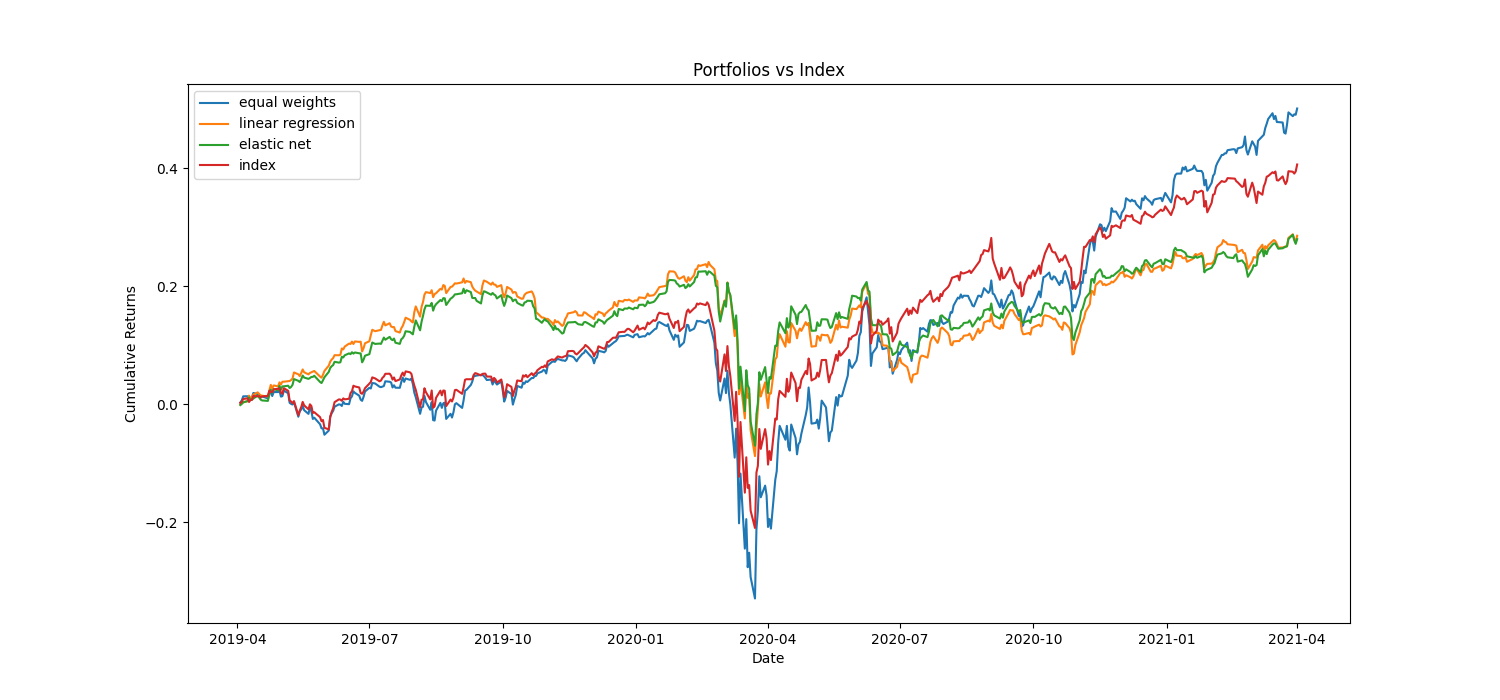 Portfolios vs Index
equal weights
linear regression
elastic net
index
Cumulative Returns
0.4
0.2
0.0
−0.2
2019-04
2019-07
2019-10
2020-01
2020-04
2020-07
2020-10
2021-01
2021-04
Date